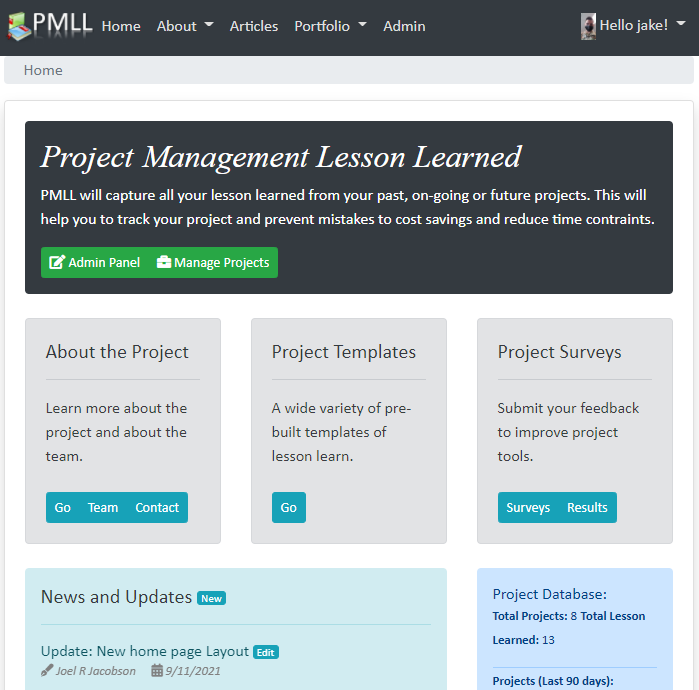 PMLL Home About Articles Portfolio Admin Hello jake!
Home
Project Management Lesson Learned
PMLL will capture all your lesson learned from your past, on-going or future projects. This will
help you to track your project and prevent mistakes to cost savings and reduce time contraints.
Admin Panel Manage Projects
About the Project
Learn more about the
project and about the
team.
Go Team Contact
Project Templates
A wide variety of pre-
built templates of
lesson learn.
Go
Project Surveys
Submit your feedback
to improve project
tools.
Surveys Results
News and Updates New
Update: New home page Layout Edit
Joel R Jacobson 9/11/2021
Project Database:
Total Projects: 8 Total Lesson
Learned: 13
Projects (Last 90 days):